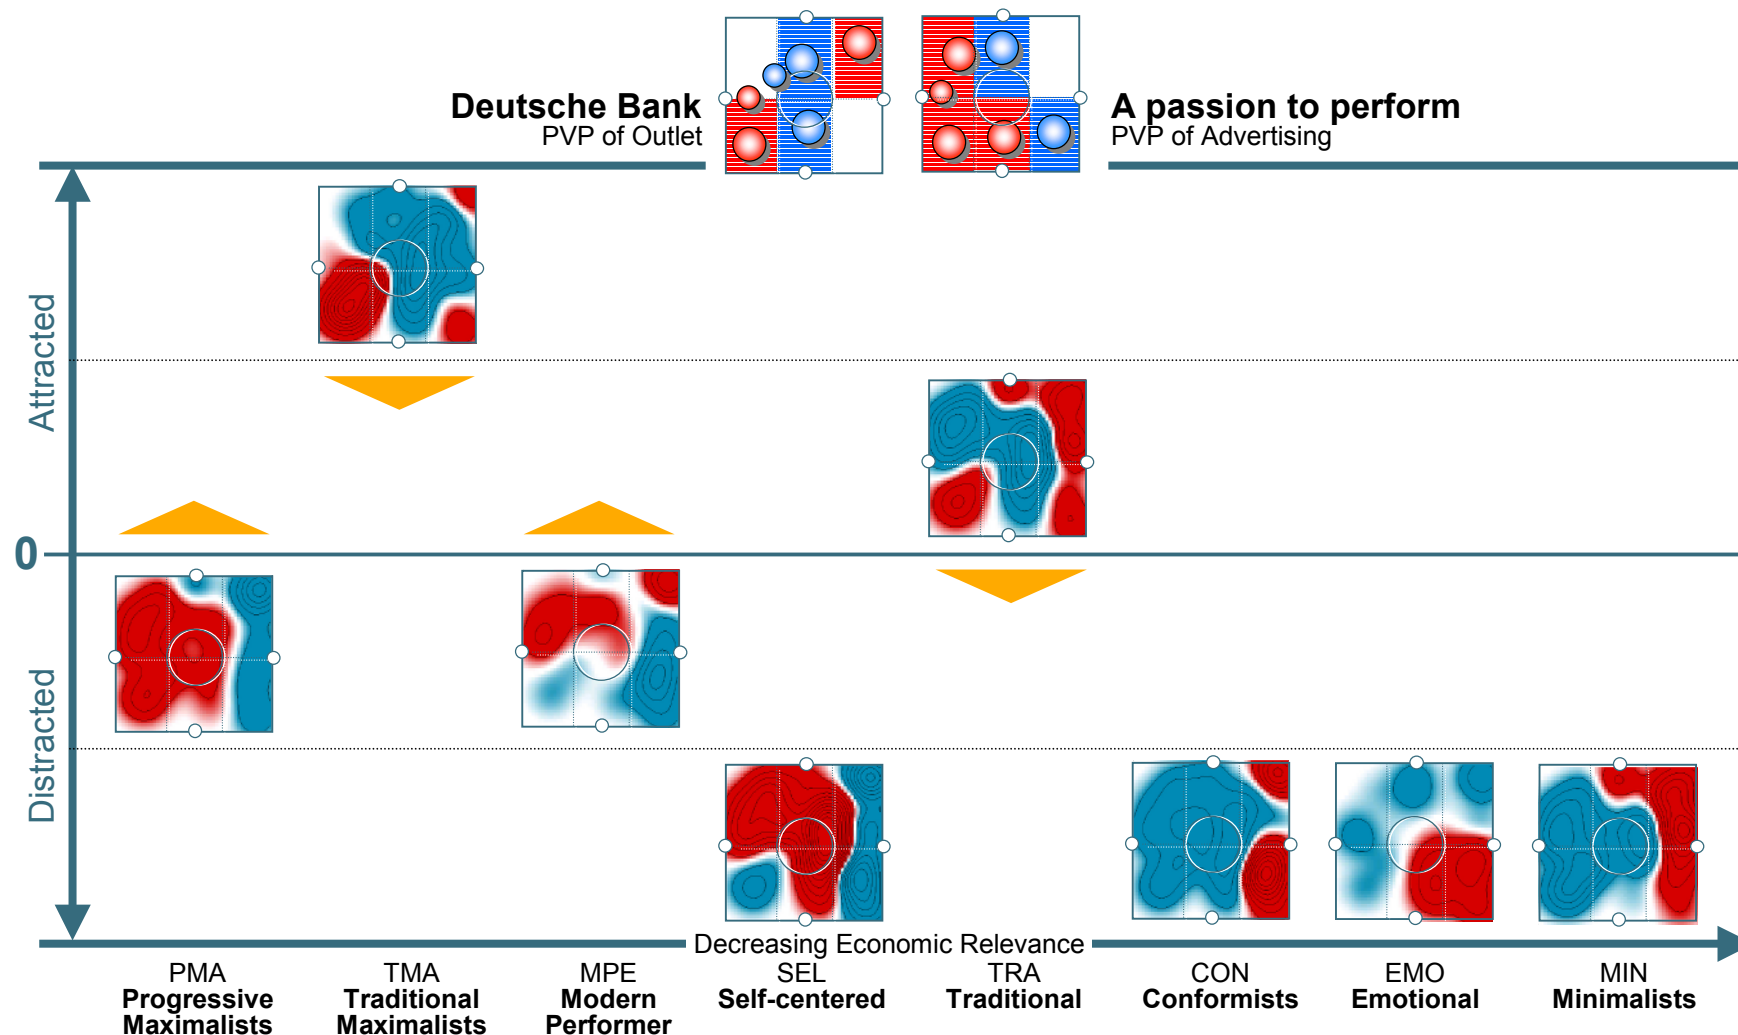 Deutsche Bank
PVP of Outlet
A passion to perform
PVP of Advertising
Attracted
0
Distracted
Decreasing Economic Relevance
PMA
Progressive
Maximalists
TMA
Traditional
Maximalists
MPE
Modern
Performer
SEL
Self-centered
TRA
Traditional
CON
Conformists
EMO
Emotional
MIN
Minimalists